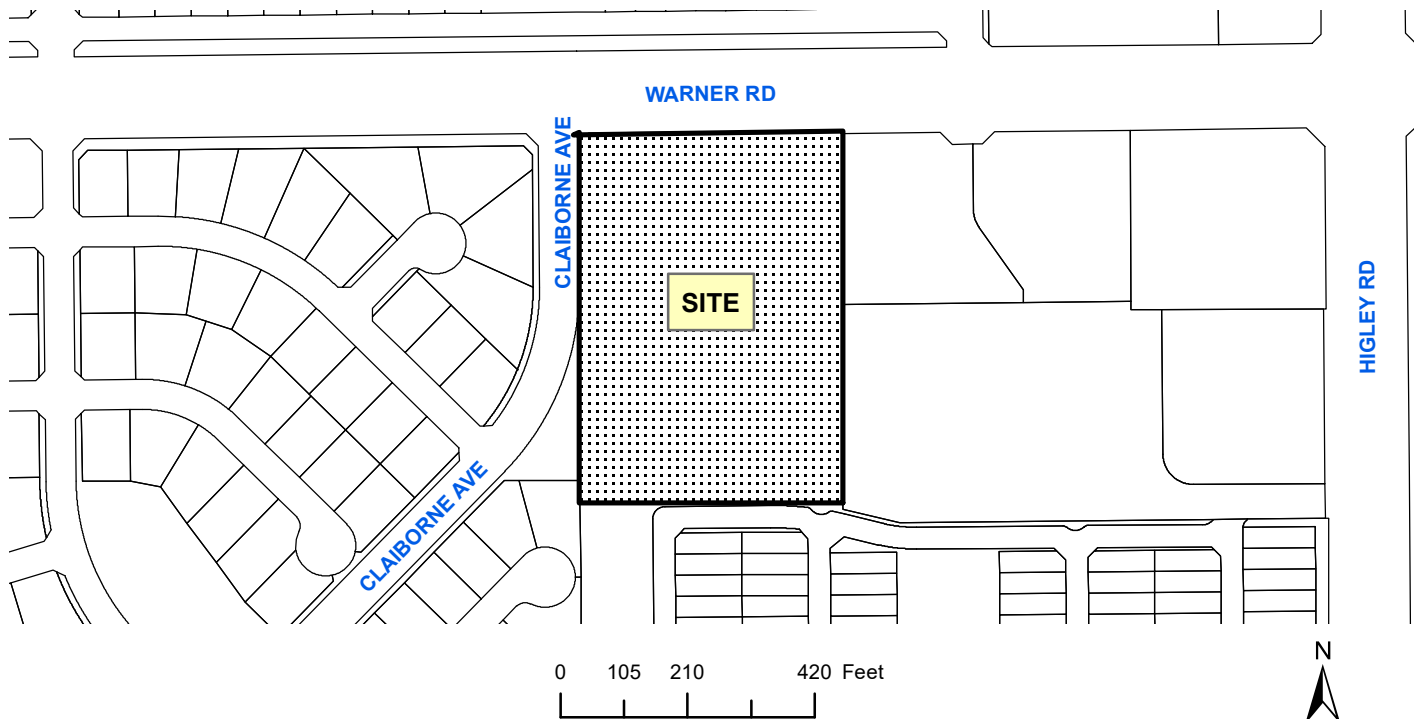 WARNER RD
CLAIBORNE AVE
SITE
HIGLEY RD
CLAIBORNE AVE
0 105 210 420 Feet
N